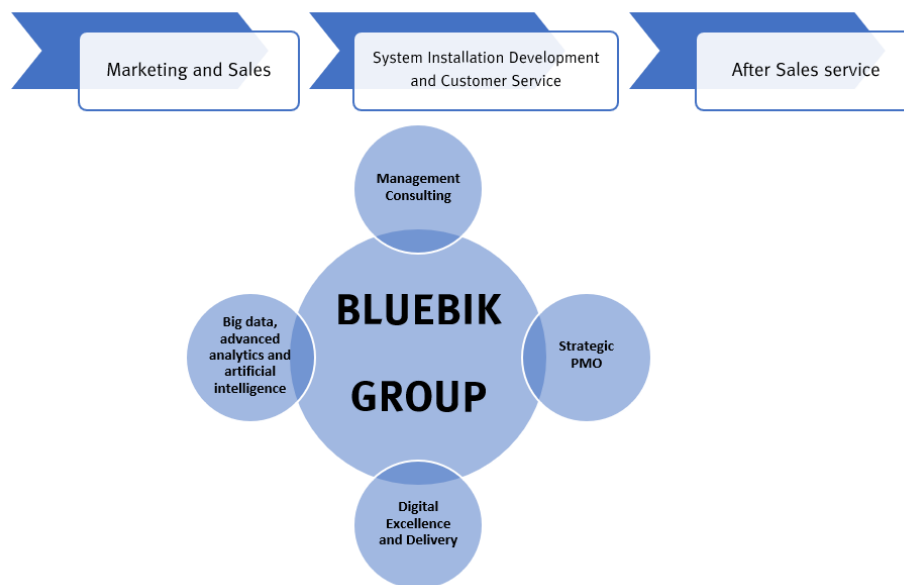 Marketing and Sales
System Installation Development
and Customer Service
After Sales service
Management
Consulting
BLUEBIK
GROUP
Big data,
advanced
analytics and
artificial
intelligence
Strategic
PMO
Digital
Excellence
and Delivery